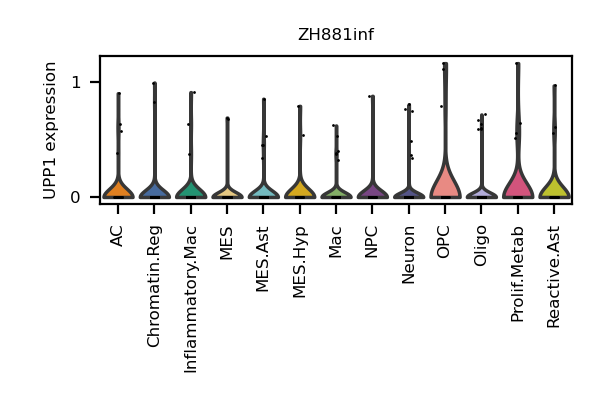 ZH881inf
UPP1 expression
1
0
AC
Chromatin.Reg
Inflammatory.Mac
MES
MES.Ast
MES.Hyp
Mac
NPC
Neuron
OPC
Oligo
Prolif.Metab
Reactive.Ast